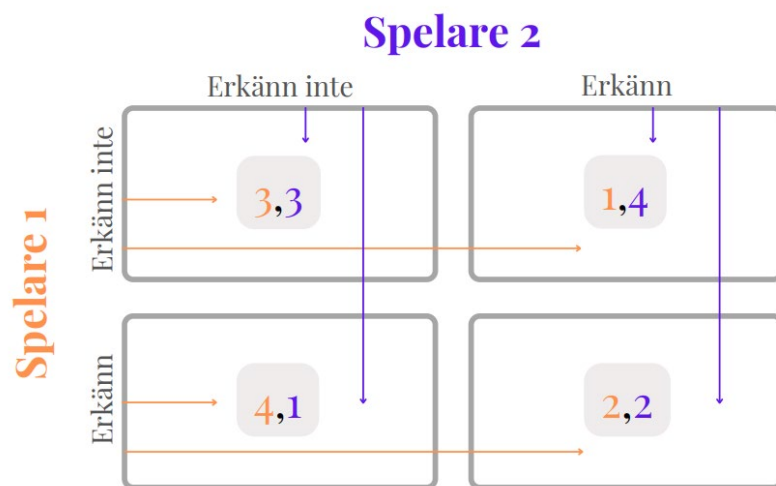 Spelare 2
Erkänn inte
Erkänn
Spelare 1
Erkänn inte
3,3
1,4
Erkänn
4,1
2,2